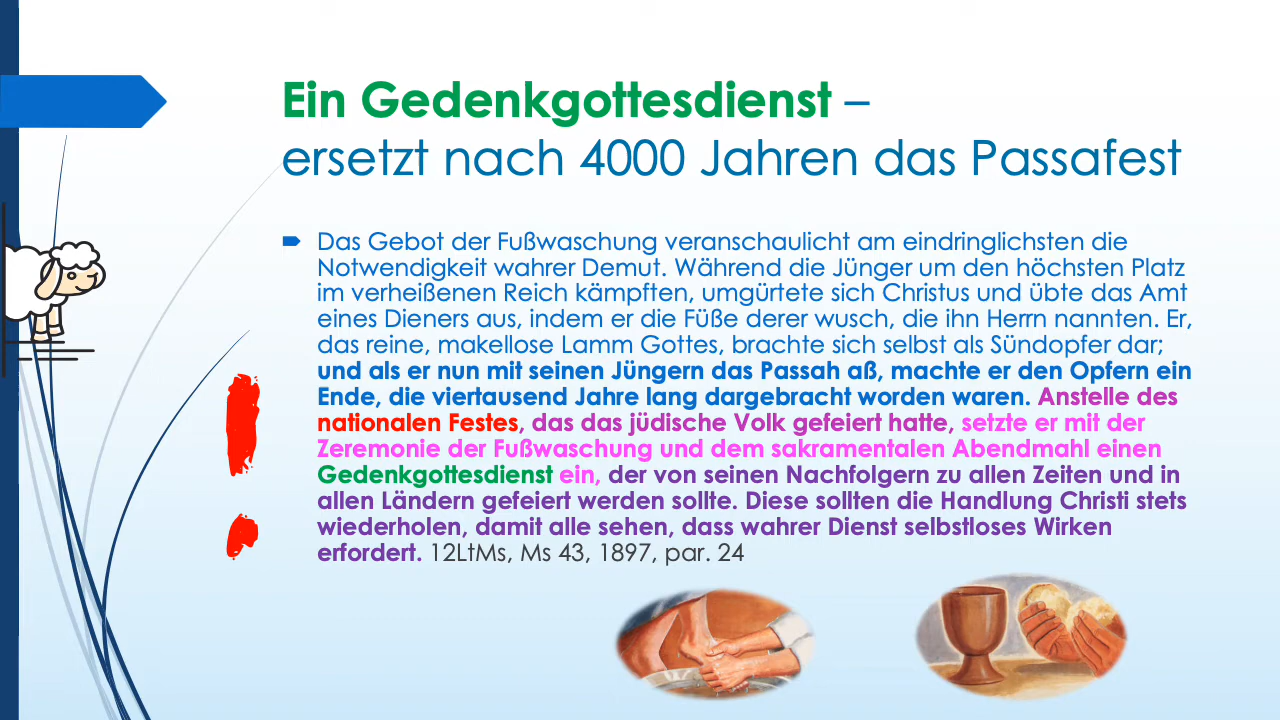 Ein Gedenkgottesdienst –
ersetzt nach 4000 Jahren das Passafest
Das Gebot der Fußwaschung veranschaulicht am eindringlichsten die
Notwendigkeit wahrer Demut. Während die Jünger um den höchsten Platz
im verheißenen Reich kämpften, umgürtete sich Christus und übte das Amt
eines Dieners aus, indem er die Füße derer wusch, die ihn Herrn nannten. Er,
das reine, makellose Lamm Gottes, brachte sich selbst als Sündopfer dar;
und als er nun mit seinen Jüngern das Passah aß, machte er den Opfern ein
Ende, die viertausend Jahre lang dargebracht worden waren. Anstelle des
nationalen Festes, das das jüdische Volk gefeiert hatte, setzte er mit der
Zeremonie der Fußwaschung und dem sakramentalen Abendmahl einen
Gedenkgottesdienst ein, der von seinen Nachfolgern zu allen Zeiten und in
allen Ländern gefeiert werden sollte. Diese sollten die Handlung Christi stets
wiederholen, damit alle sehen, dass wahrer Dienst selbstloses Wirken
erfordert. 12LtMs, Ms 43, 1897, par. 24